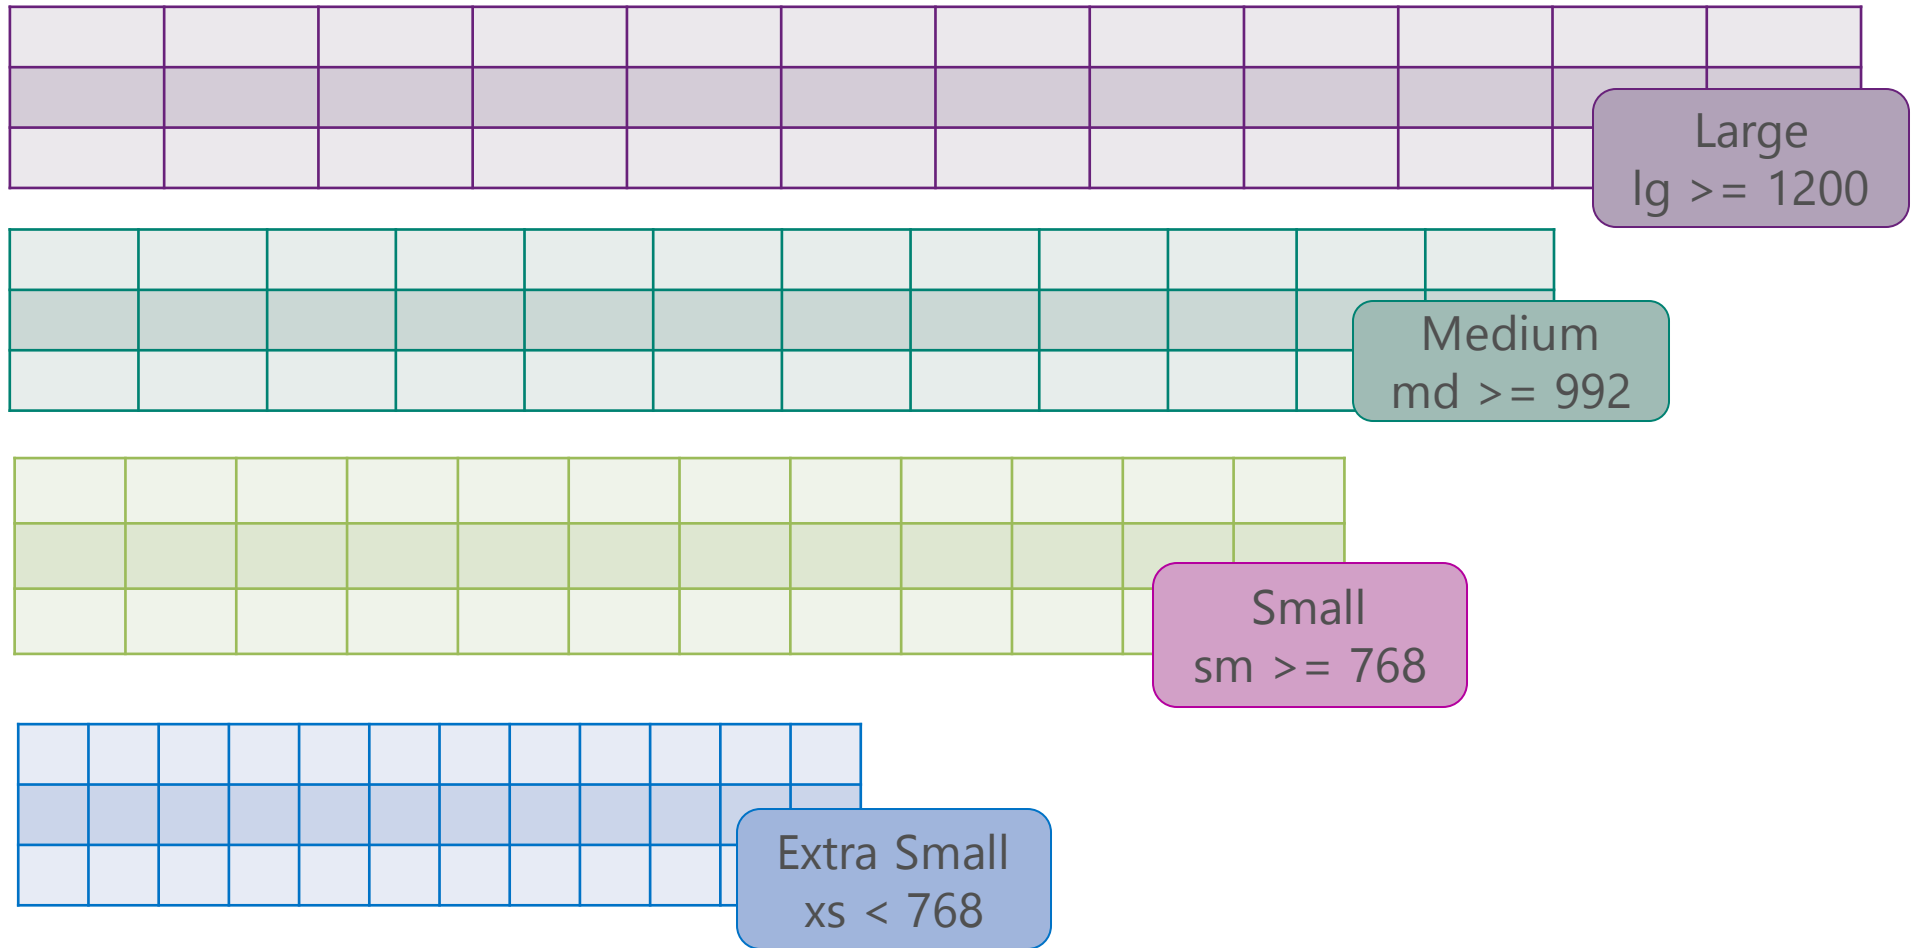 Large
lg >= 1200
Medium
md >= 992
Small
sm >= 768
Extra Small
xs < 768